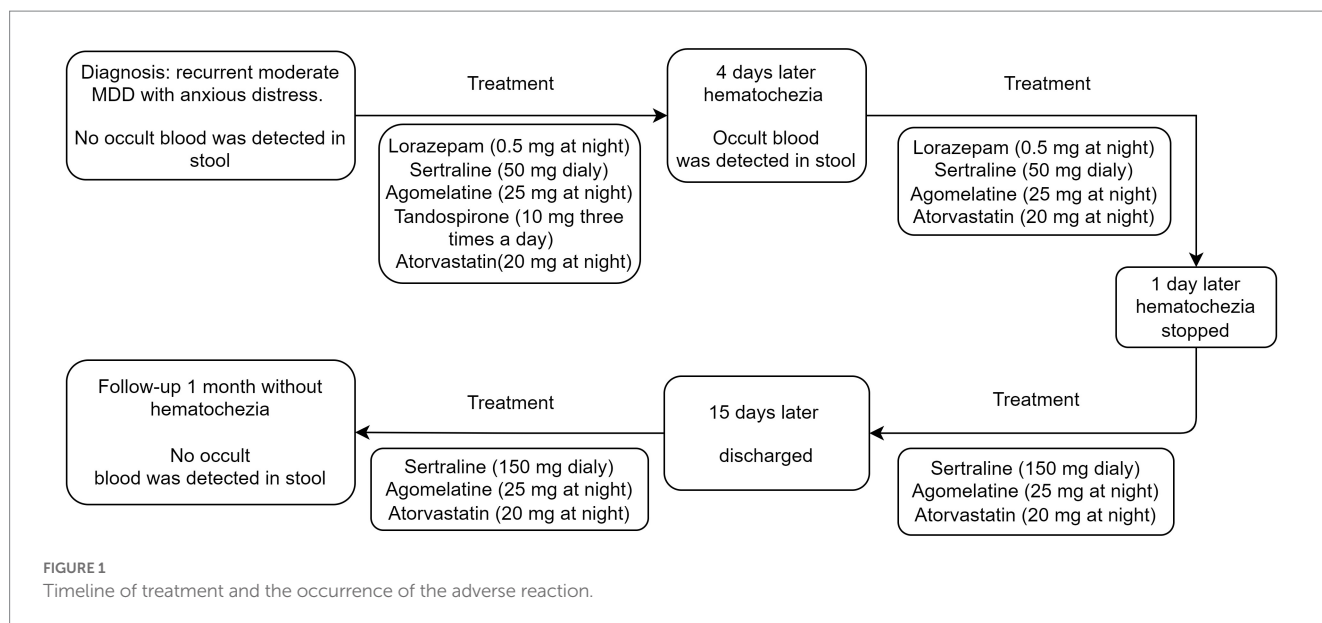 Diagnosis: recurrent moderate
MDD with anxious distress.
No occult blood was detected in
stool
Treatment
Lorazepam (0.5 mg at night)
Sertraline (50 mg dialy)
Agomelatine (25 mg at night)
Tandospirone (10 mg three
times a day)
Atorvastatin(20 mg at night)
4 days later
hematochezia
Occult blood
was detected in stool
Treatment
Lorazepam (0.5 mg at night)
Sertraline (50 mg dialy)
Agomelatine (25 mg at night)
Atorvastatin (20 mg at night)
1 day later
hematochezia
stopped
Treatment
Sertraline (150 mg dialy)
Agomelatine (25 mg at night)
Atorvastatin (20 mg at night)
15 days later
discharged
Treatment
Sertraline (150 mg dialy)
Agomelatine (25 mg at night)
Atorvastatin (20 mg at night)
Follow-up 1 month without
hematochezia
No occult
blood was detected in stool
FIGURE 1
Timeline of treatment and the occurrence of the adverse reaction.